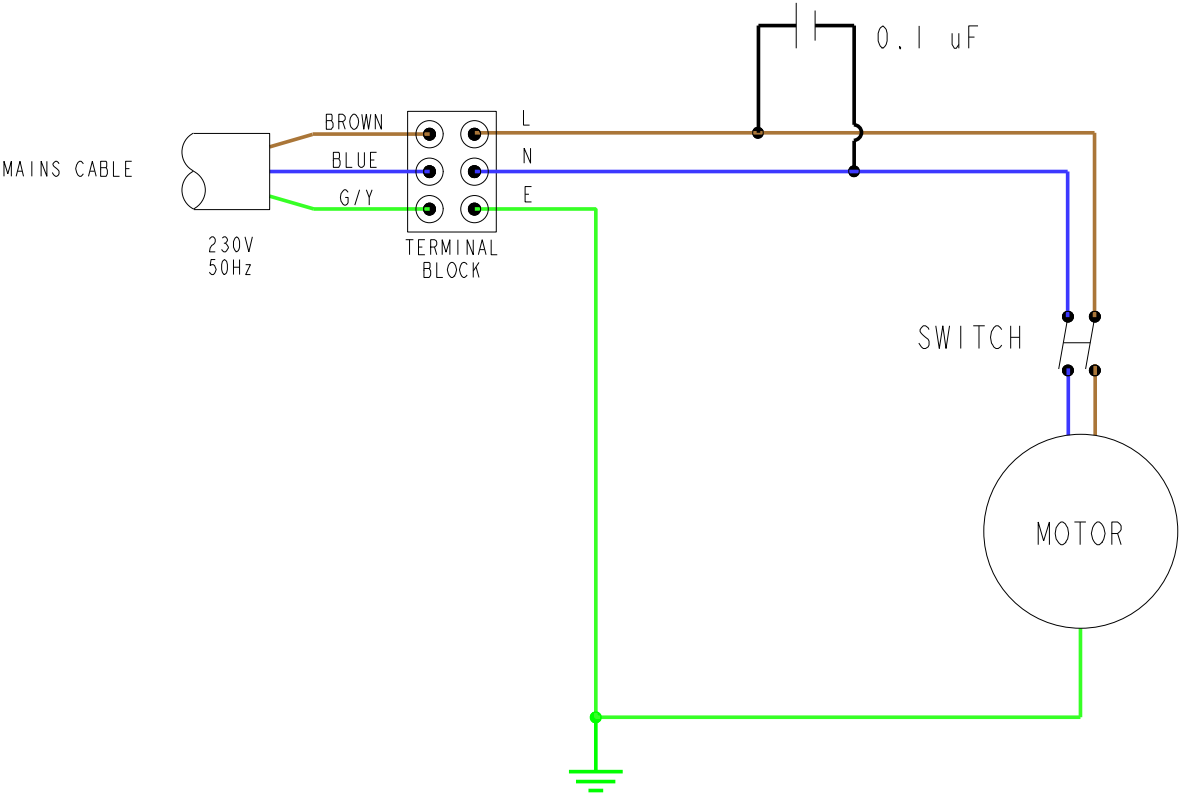 0.1 uF
BROWN
L
MAINS CABLE
BLUE
N
G/Y
E
230V
50Hz
TERMINAL
BLOCK
SWITCH
MOTOR